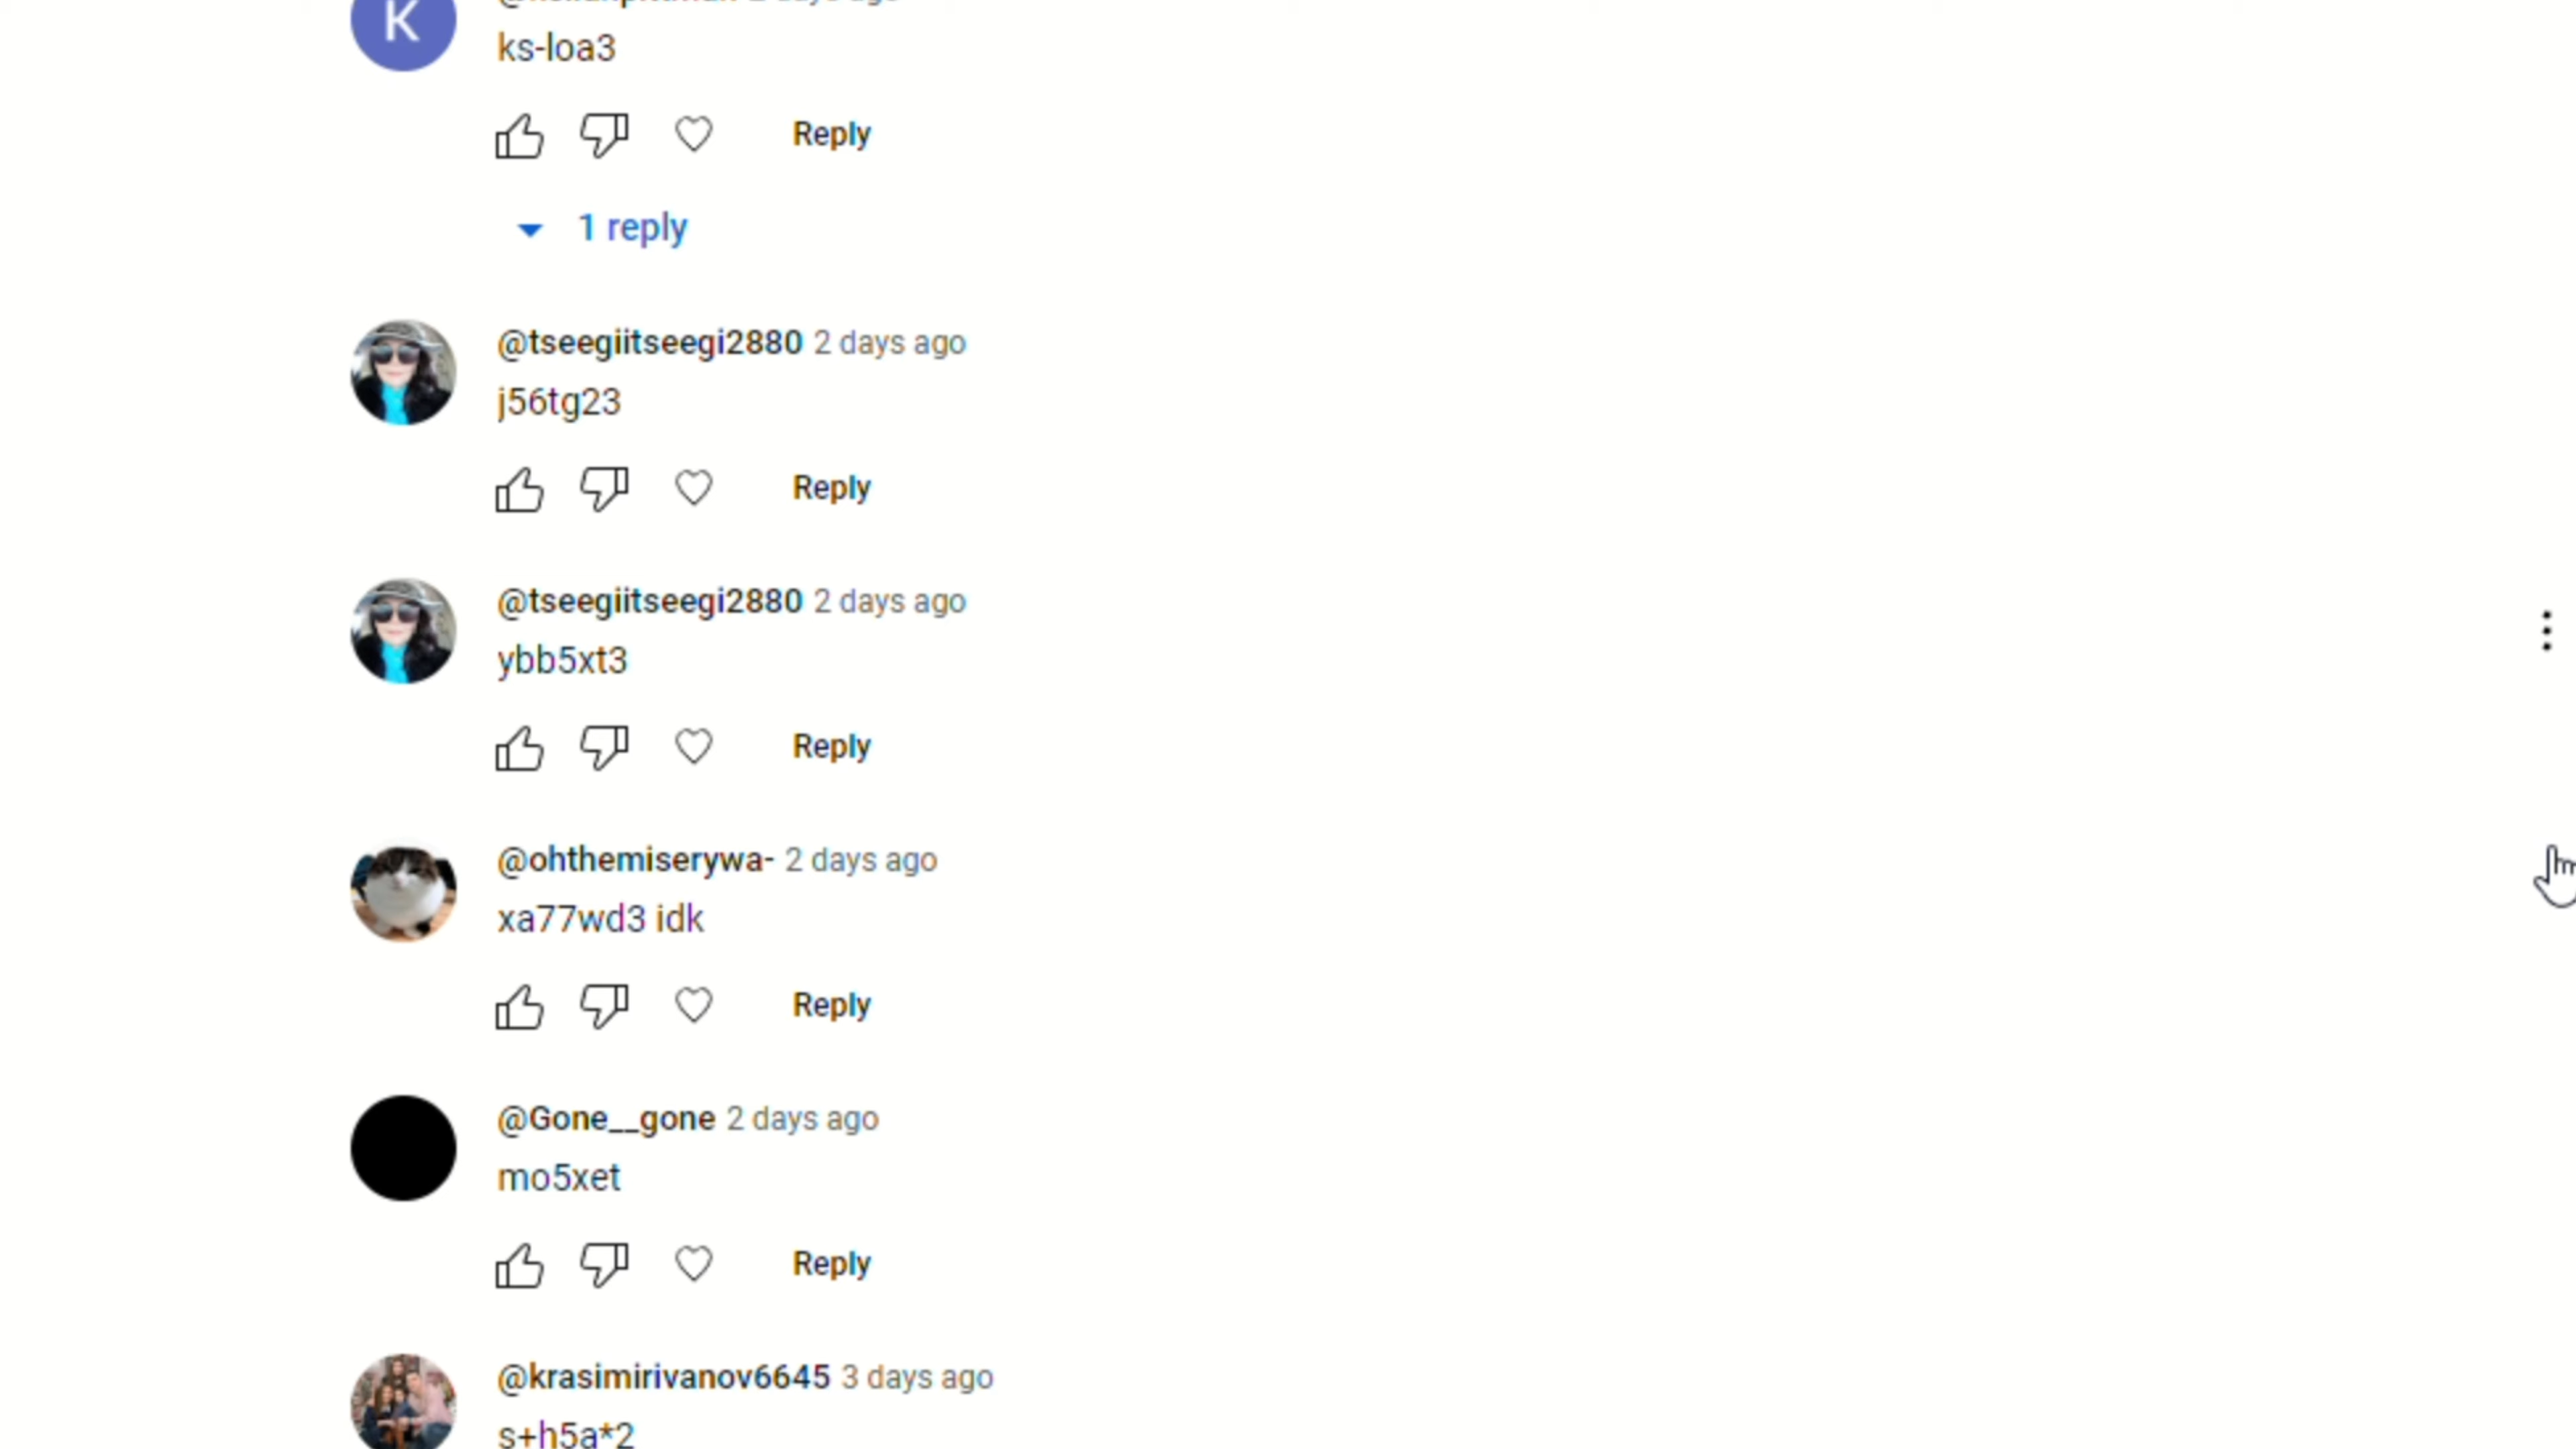 K
ks-loa3
Reply
1 reply
@tseegiitseegi2880 2 days ago
j56tg23
Reply
@tseegiitseegi2880 2 days ago
ybb5xt3
Reply
@ohthemiserywa- 2 days ago
xa77wd3 idk
Reply
@Gone__gone 2 days ago
mo5xet
Reply
@krasimirivanov6645 3 days ago
s+h5a*2